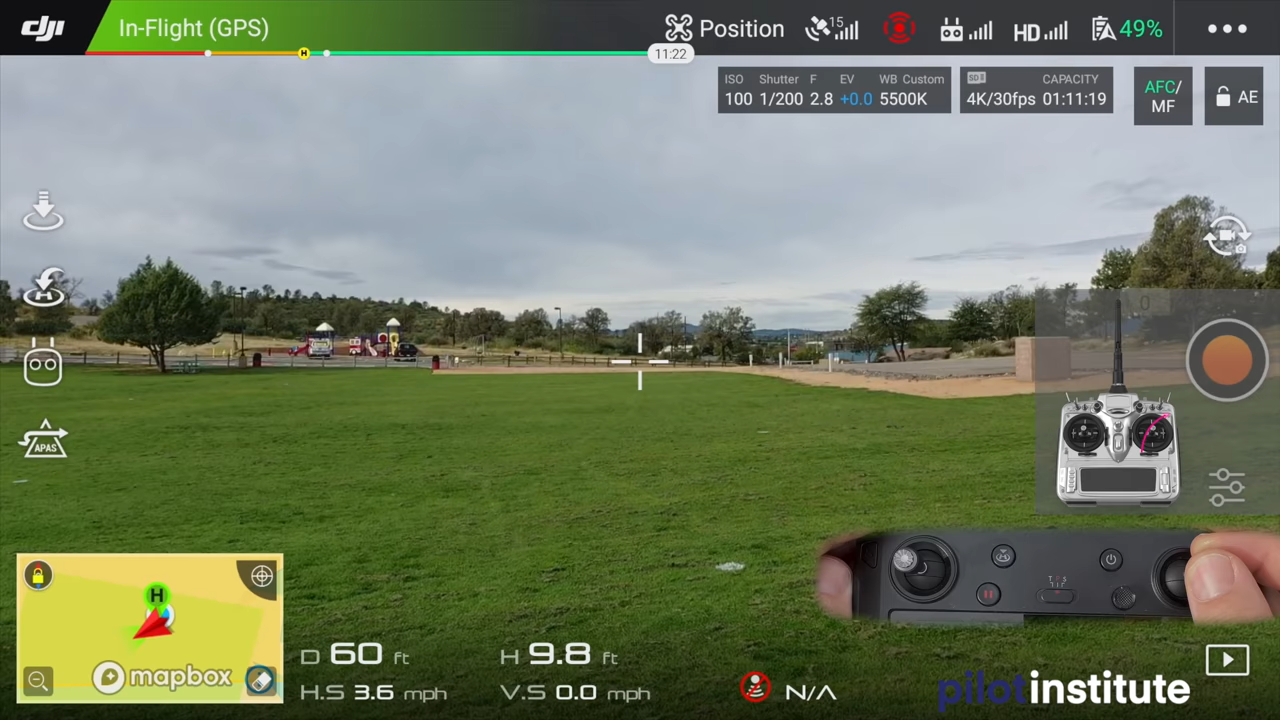 dji In-Flight (GPS) Position 15 HD 49%
H 11:22
ISO Shutter F EV WB Custom
100 1/200 2.8 +0.0 5500K
SD CAPACITY
4K/30fps 01:11:19
AFC/
MF
AE
H
APAS
H
mapbox
D 60 ft H 9.8 ft
H.S 3.6 mph V.S 0.0 mph N/A
T P S
pilotinstitute